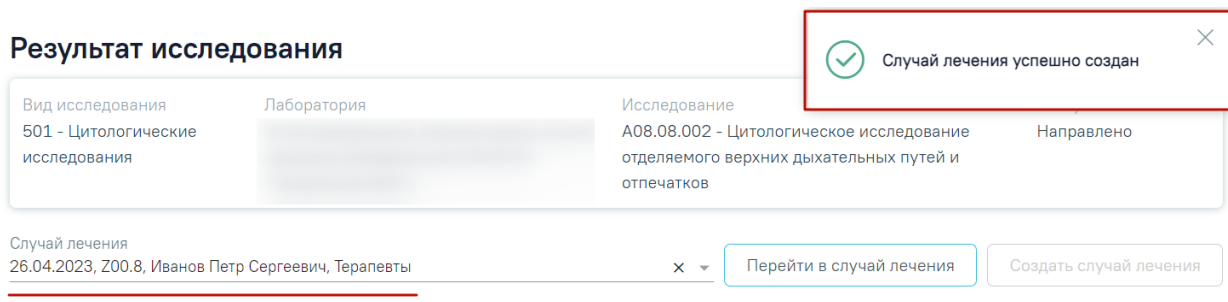 Результат исследования
Случай лечения успешно создан
Вид исследования
Лаборатория
Исследование
501 - Цитологические
исследования
A08.08.002 - Цитологическое исследование
отделяемого верхних дыхательных путей и
отпечатков
Направлено
Случай лечения
26.04.2023, Z00.8, Иванов Петр Сергеевич, Терапевты
Перейти в случай лечения
Создать случай лечения